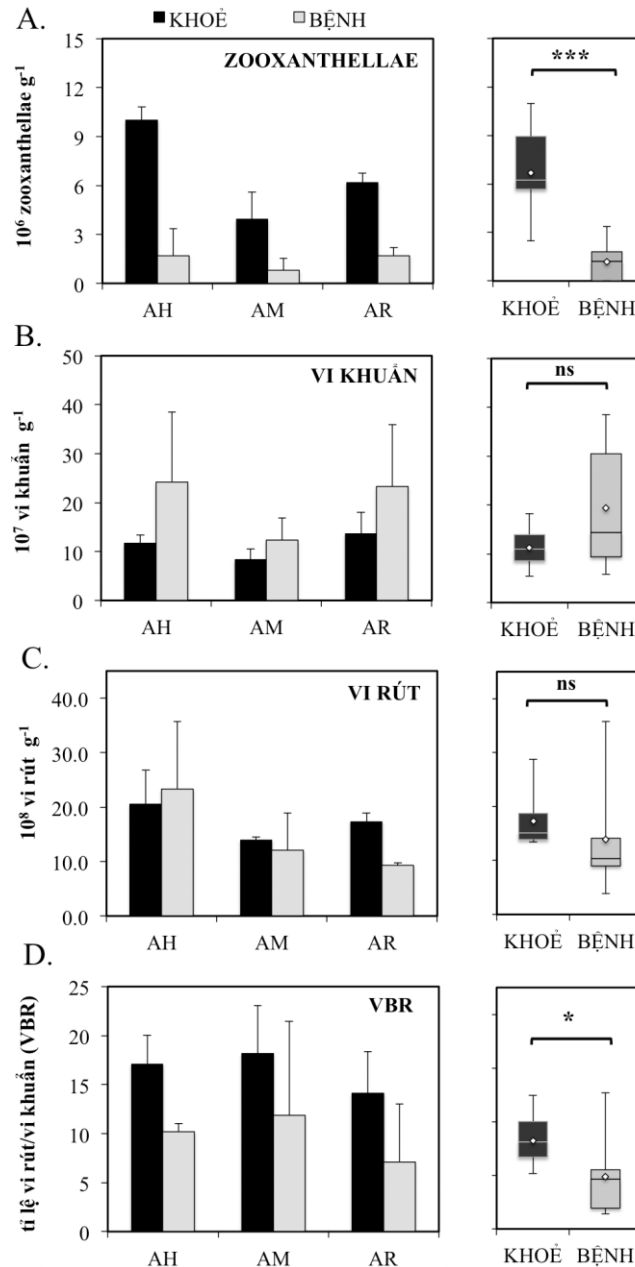 A.
KHOẺ BỆNH
ZOOXANTHELLAE
10⁶ zooxanthellae g⁻¹
15
12
9
6
3
0
AH AM AR
***
KHOẺ BỆNH
B.
VI KHUẨN
10⁷ vi khuẩn g⁻¹
50
40
30
20
10
0
AH AM AR
ns
KHOẺ BỆNH
C.
VI RÚT
10⁸ vi rút g⁻¹
40.0
30.0
20.0
10.0
0.0
AH AM AR
ns
KHOẺ BỆNH
D.
VBR
tỉ lệ vi rút/vi khuẩn (VBR)
25
20
15
10
5
0
AH AM AR
*
KHOẺ BỆNH